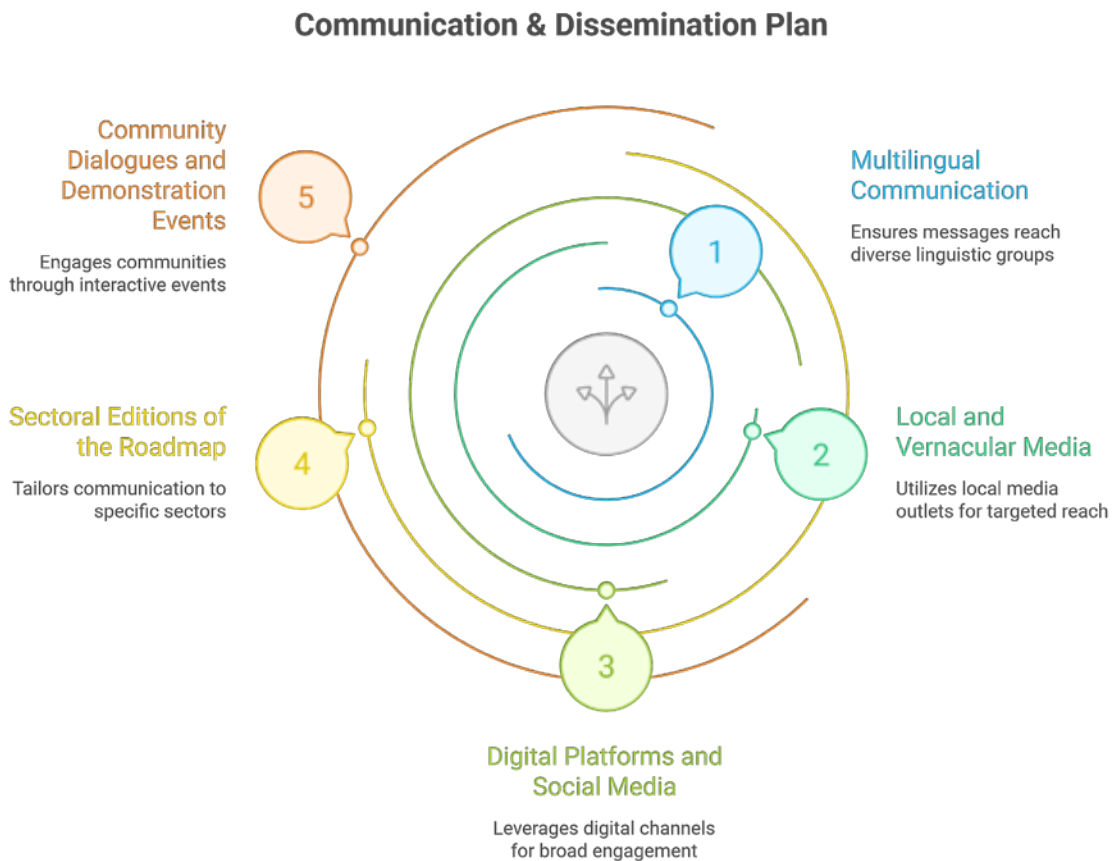 Communication & Dissemination Plan
1
Multilingual
Communication
Ensures messages reach
diverse linguistic groups
2
Local and
Vernacular Media
Utilizes local media
outlets for targeted reach
3
Digital Platforms and
Social Media
Leverages digital channels
for broad engagement
4
Sectoral Editions of
the Roadmap
Tailors communication to
specific sectors
5
Community
Dialogues and
Demonstration
Events
Engages communities
through interactive events